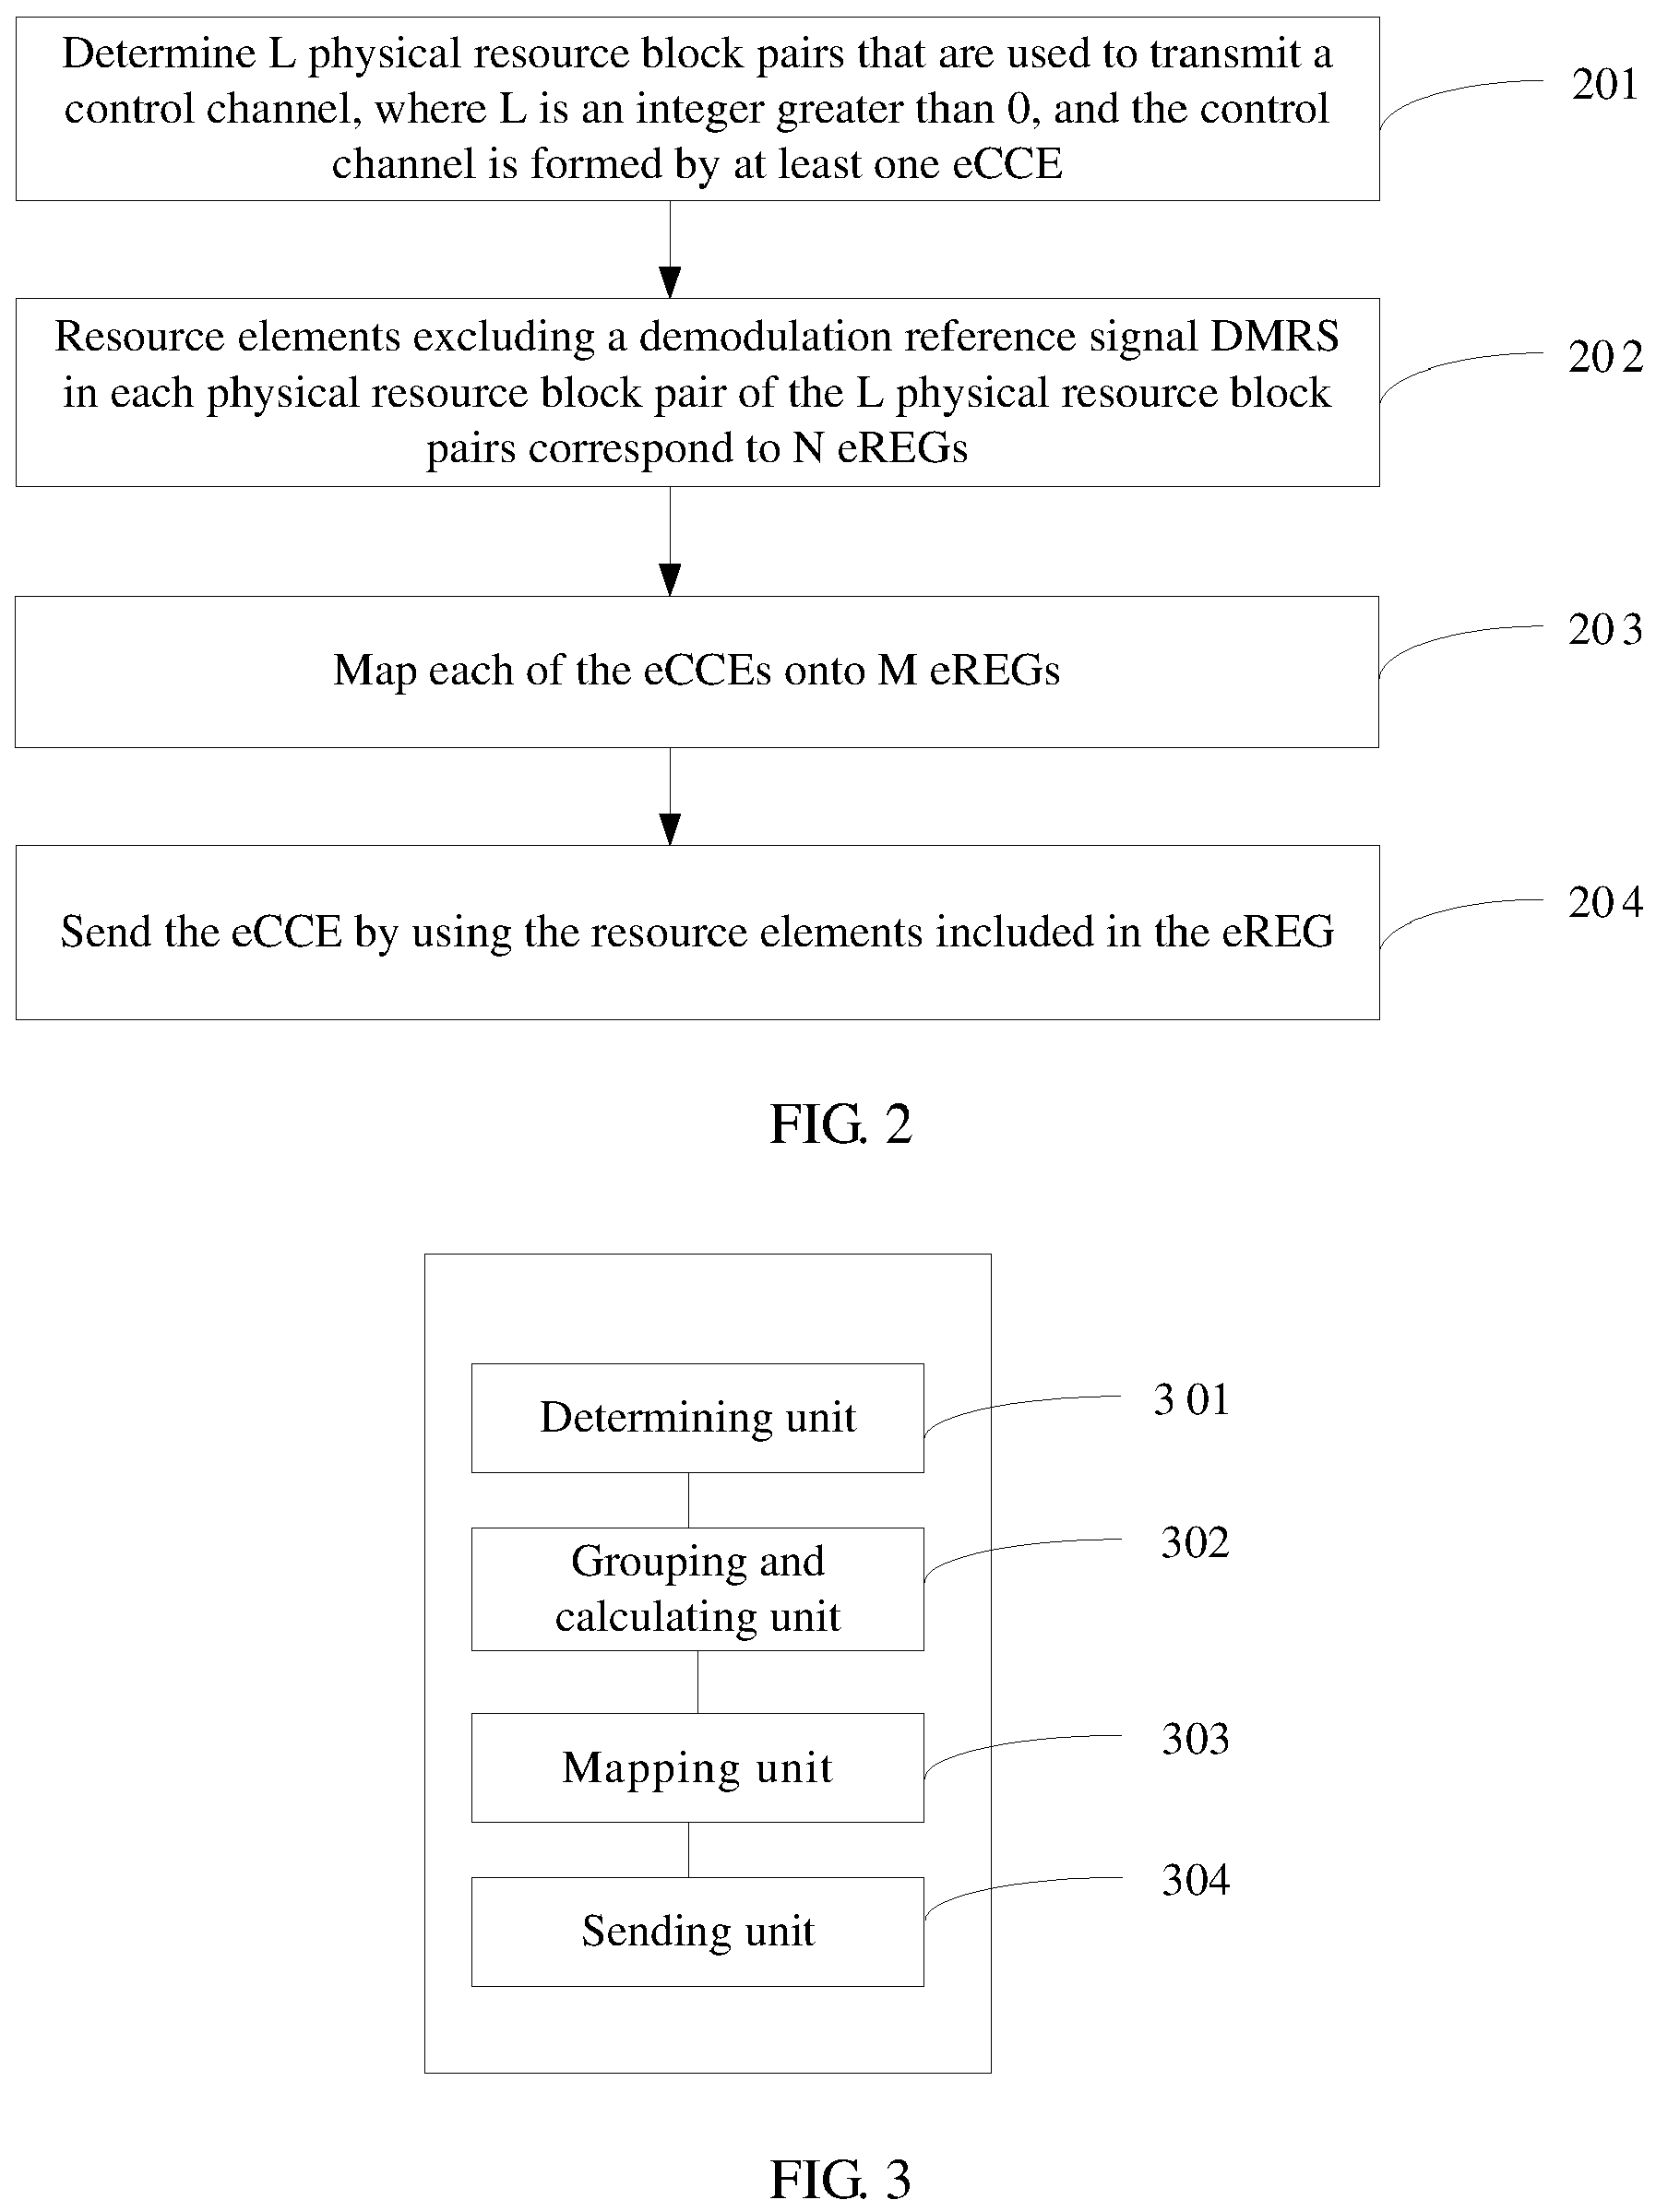 Determine L physical resource block pairs that are used to transmit a
control channel, where L is an integer greater than 0, and the control
channel is formed by at least one eCCE
201
Resource elements excluding a demodulation reference signal DMRS
in each physical resource block pair of the L physical resource block
pairs correspond to N eREGs
202
Map each of the eCCEs onto M eREGs
203
Send the eCCE by using the resource elements included in the eREG
204
FIG. 2
Determining unit
301
Grouping and
calculating unit
302
Mapping unit
303
Sending unit
304
FIG. 3